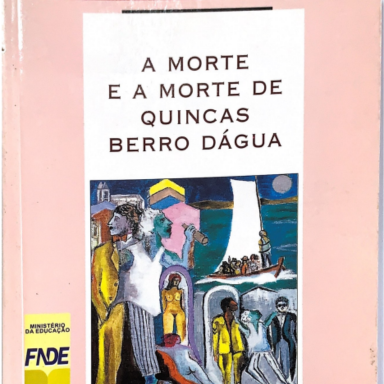 A MORTE
E A MORTE DE
QUINCAS
BERRO DÁGUA
MINISTÉRIO
DA EDUCAÇÃO
FNDE